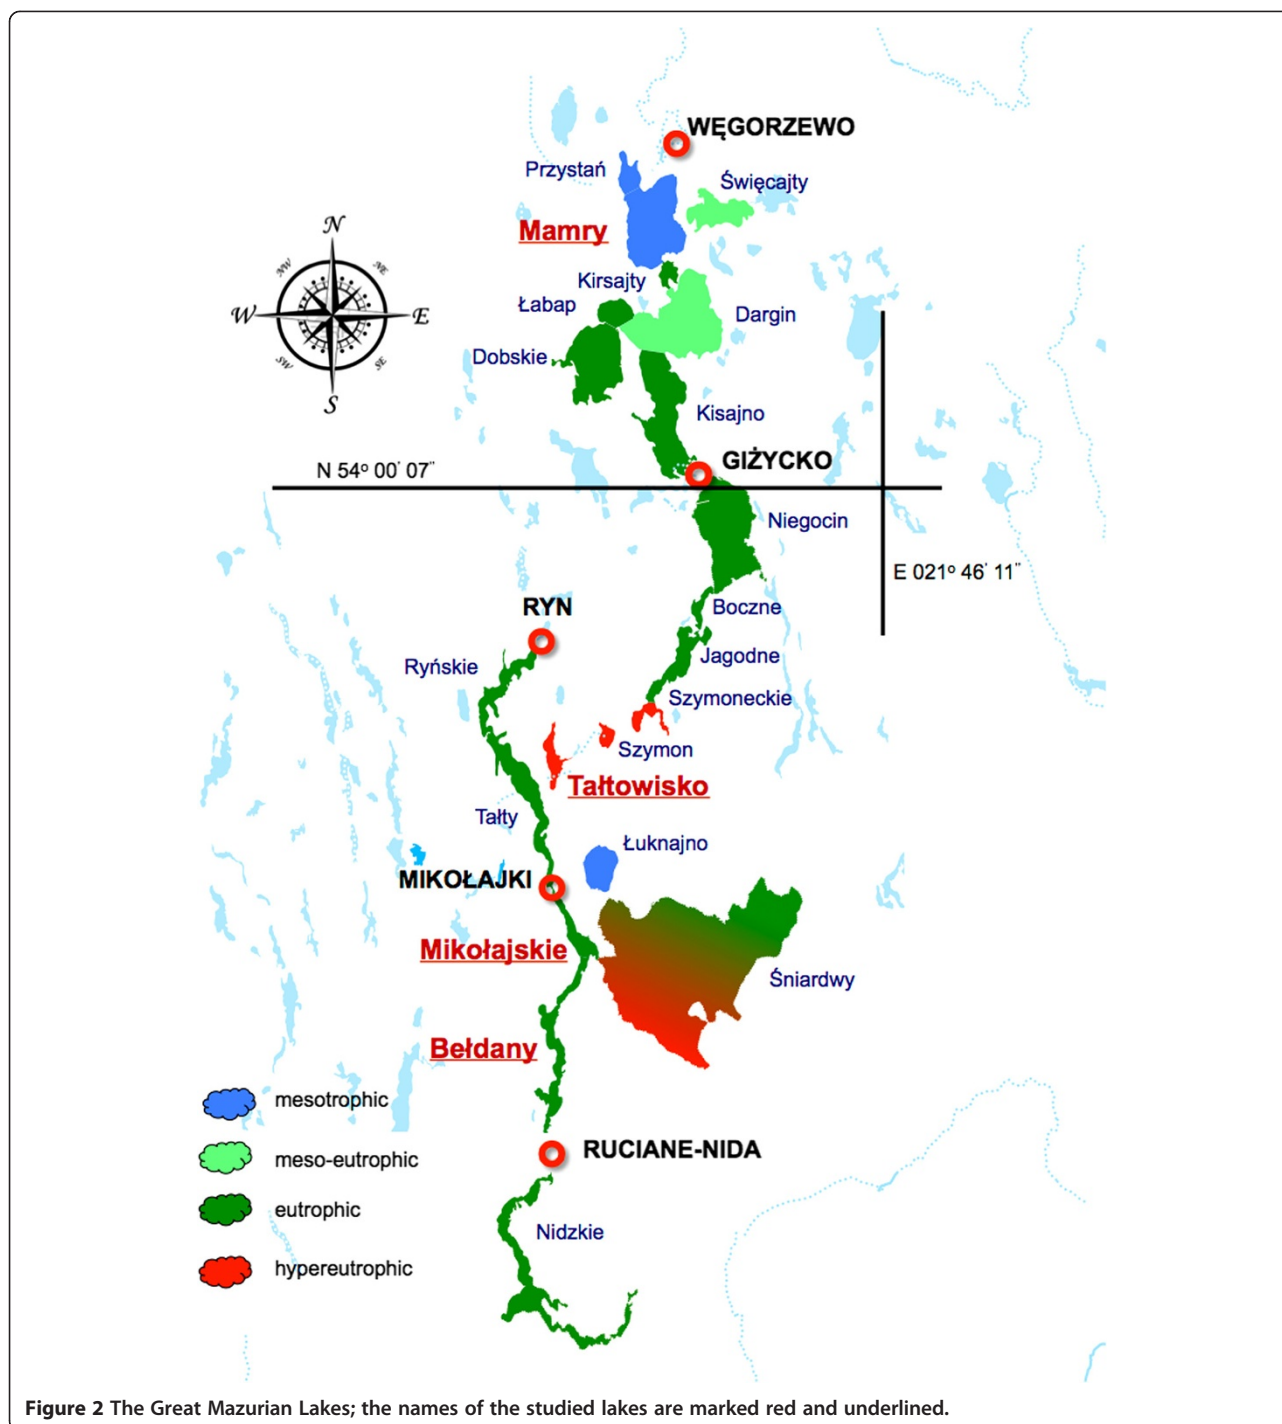 WĘGORZEWO
Przystań
Święcajty
Mamry
N
NW
NE
W
E
SW
SE
S
Kirsajty
Łabap
Dargin
Dobskie
Kisajno
GIŻYCKO
N 54º 00' 07"
Niegocin
E 021º 46' 11"
RYN
Boczne
Jagodne
Ryńskie
Szymoneckie
Szymon
Tałtowisko
Tałty
Łuknajno
MIKOŁAJKI
Mikołajskie
Śniardwy
Bełdany
mesotrophic
meso-eutrophic
eutrophic
hypereutrophic
RUCIANE-NIDA
Nidzkie
Figure 2 The Great Mazurian Lakes; the names of the studied lakes are marked red and underlined.